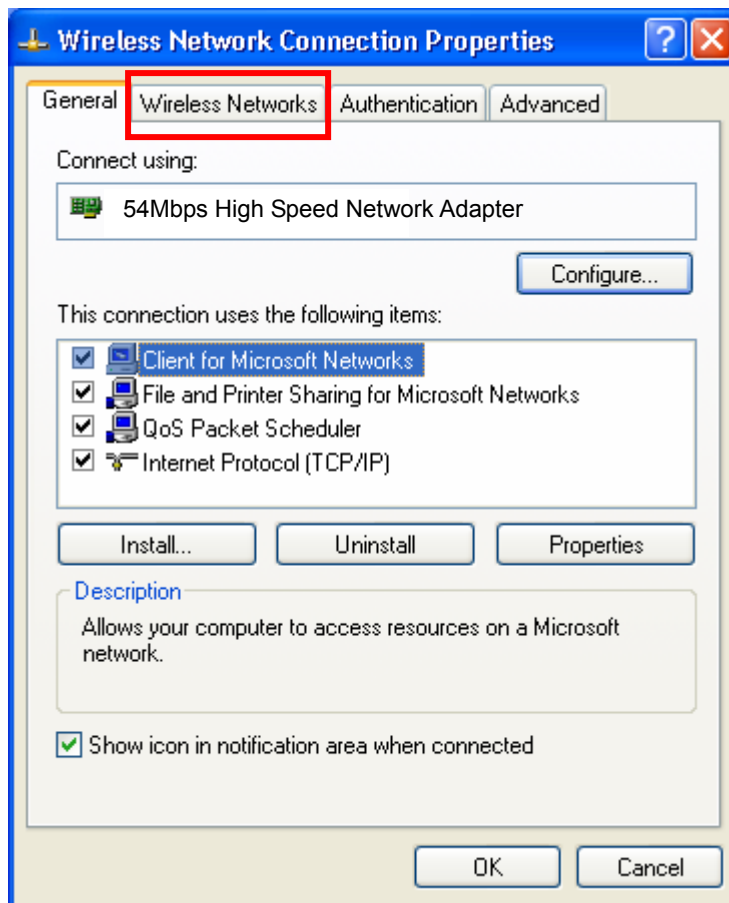 Wireless Network Connection Properties
General Wireless Networks Authentication Advanced
Connect using:
54Mbps High Speed Network Adapter
Configure...
This connection uses the following items:
Client for Microsoft Networks
File and Printer Sharing for Microsoft Networks
QoS Packet Scheduler
Internet Protocol (TCP/IP)
Install... Uninstall Properties
Description
Allows your computer to access resources on a Microsoft
network.
Show icon in notification area when connected
OK Cancel